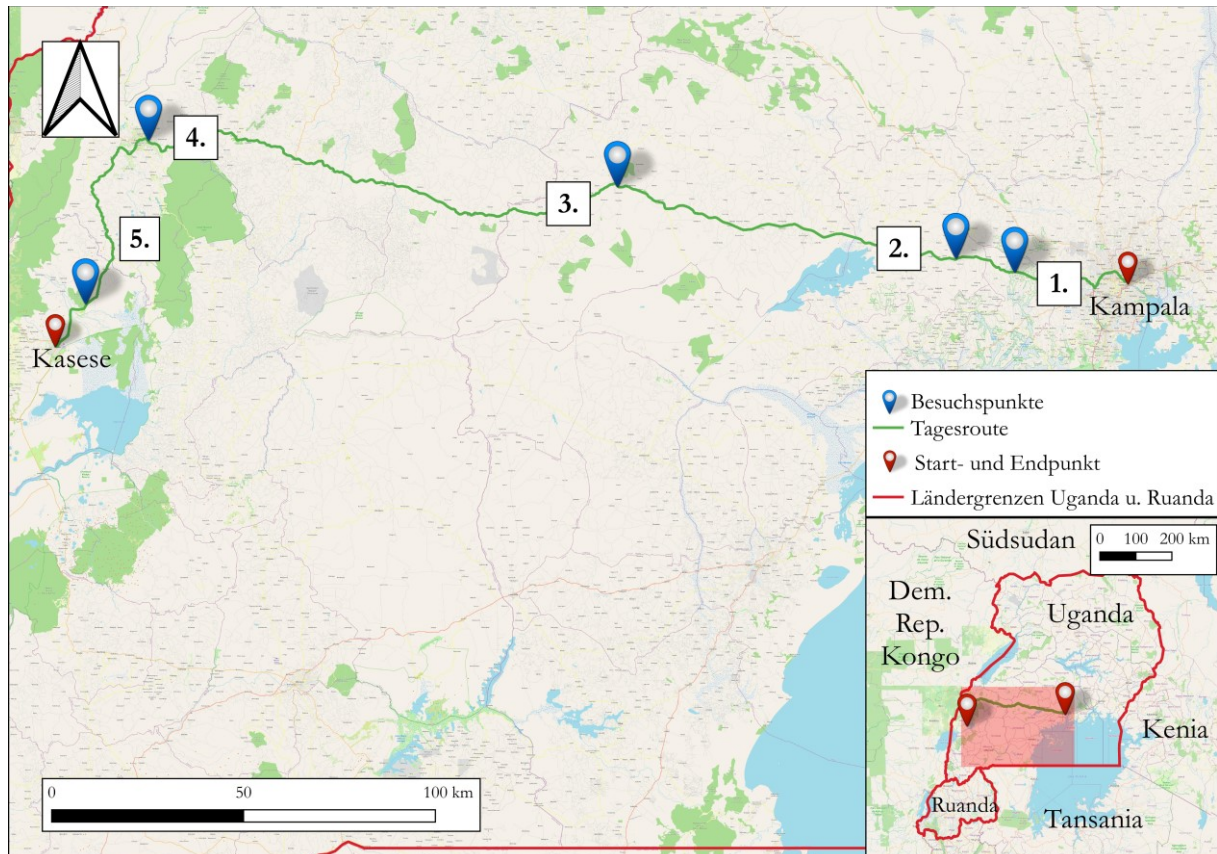 4.
3.
5.
2.
1.
Kampala
Kasese
Besuchspunkte
Tagesroute
Start- und Endpunkt
Ländergrenzen Uganda u. Ruanda
0 50 100 km
Südsudan
0 100 200 km
Dem.
Rep.
Kongo
Uganda
Kenia
Ruanda
Tansania